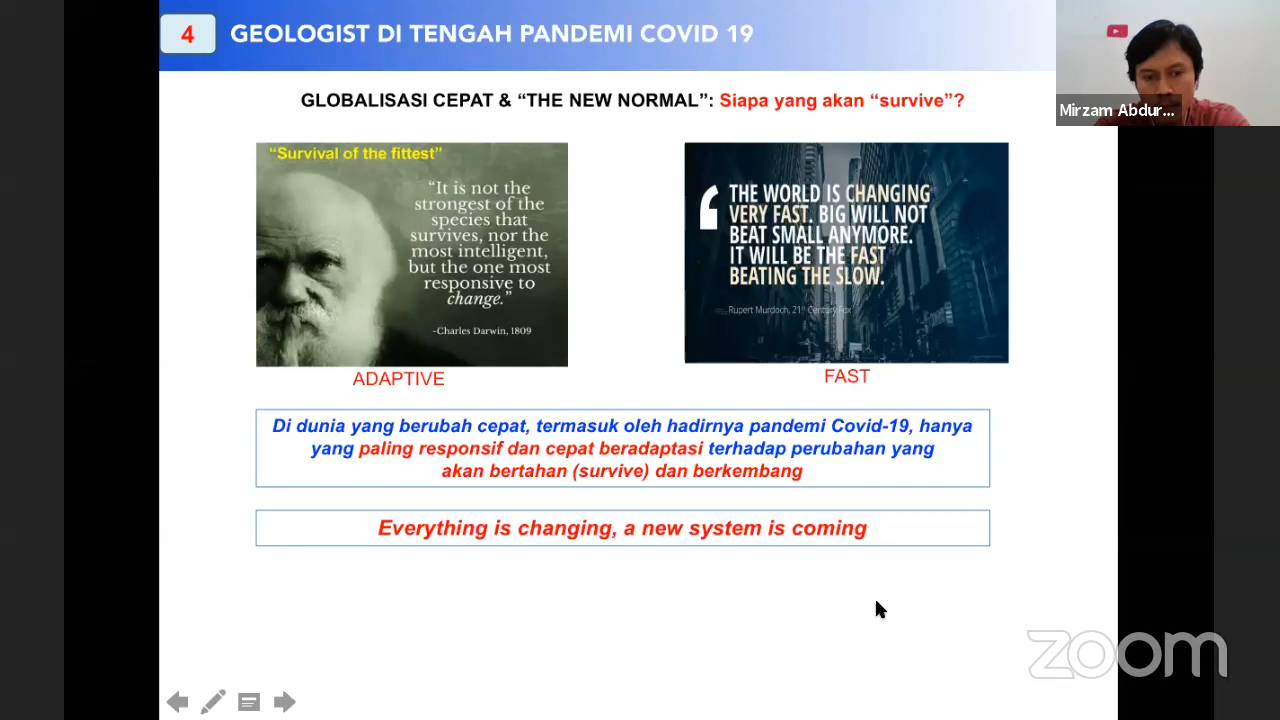 4
GEOLOGIST DI TENGAH PANDEMI COVID 19
Mirzam Abdur...
GLOBALISASI CEPAT & “THE NEW NORMAL”: Siapa yang akan “survive”?
“Survival of the fittest”
“It is not the
strongest of the
species that
survives, nor the
most intelligent,
but the one most
responsive to
change.”
~Charles Darwin, 1809
ADAPTIVE
THE WORLD IS CHANGING
VERY FAST. BIG WILL NOT
BEAT SMALL ANYMORE.
IT WILL BE THE FAST
BEATING THE SLOW.
Rupert Murdoch, 21st Century Fox
FAST
Di dunia yang berubah cepat, termasuk oleh hadirnya pandemi Covid-19, hanya
yang paling responsif dan cepat beradaptasi terhadap perubahan yang
akan bertahan (survive) dan berkembang
Everything is changing, a new system is coming
zoom